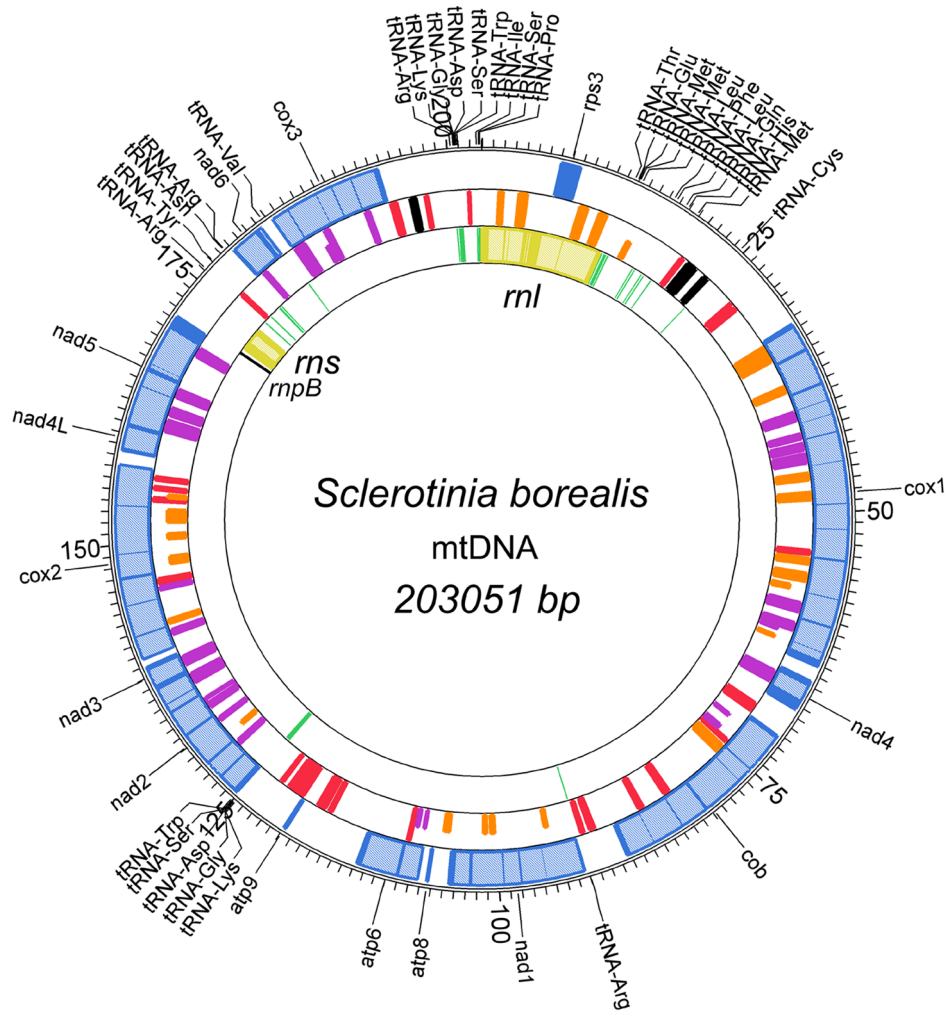 tRNA-Arg
tRNA-Lys
tRNA-Gly
tRNA-Asp
tRNA-Ser
tRNA-Trp
tRNA-Ile
tRNA-Ser
tRNA-Pro
200
rps3
tRNA-Thr
tRNA-Glu
tRNA-Met
tRNA-Met
tRNA-Leu
tRNA-Phe
tRNA-Leu
tRNA-Gln
tRNA-His
tRNA-Met
tRNA-Cys
25
cox1
50
nad4
75
cob
tRNA-Arg
nad1
100
atp8
atp6
atp9
tRNA-Lys
tRNA-Gly
tRNA-Asp
tRNA-Ser
tRNA-Trp
125
nad2
nad3
cox2
150
nad4L
nad5
175
tRNA-Arg
tRNA-Tyr
tRNA-Asn
tRNA-Arg
nad6
tRNA-Val
cox3
rnl
rns
rnpB
Sclerotinia borealis
mtDNA
203051 bp